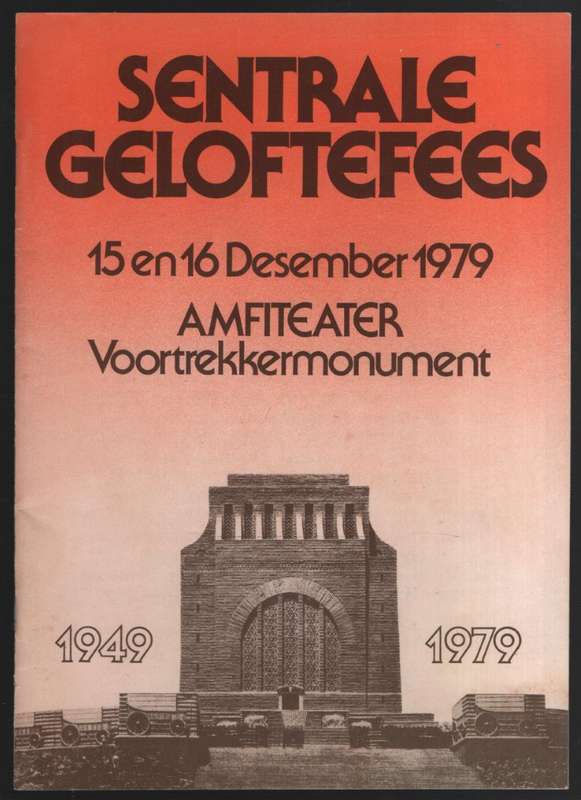 SENTRALE
GELOFTEFEES
15 en 16 Desember 1979
AMFITEATER
Voortrekkermonument
1949 1979